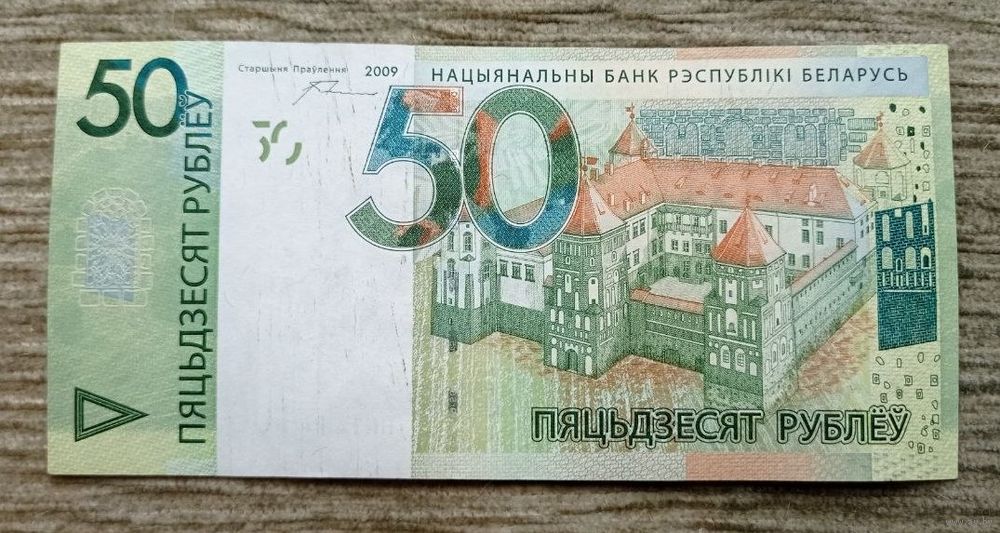 50
ПЯЦЬДЗЕСЯТ РУБЛЁЎ
Старшыня Праўлення 2009
НАЦЫЯНАЛЬНЫ БАНК РЭСПУБЛІКІ БЕЛАРУСЬ
50
ПЯЦЬДЗЕСЯТ РУБЛЁЎ